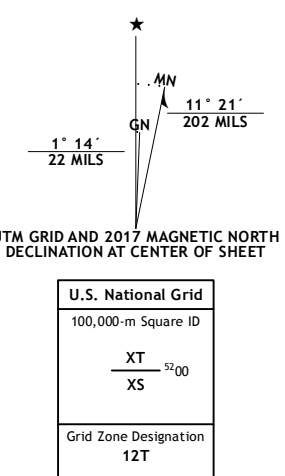 ★
MN
11° 21´
202 MILS
GN
1° 14´
22 MILS
UTM GRID AND 2017 MAGNETIC NORTH
DECLINATION AT CENTER OF SHEET
U.S. National Grid
100,000-m Square ID
XT
5200
XS
Grid Zone Designation
12T